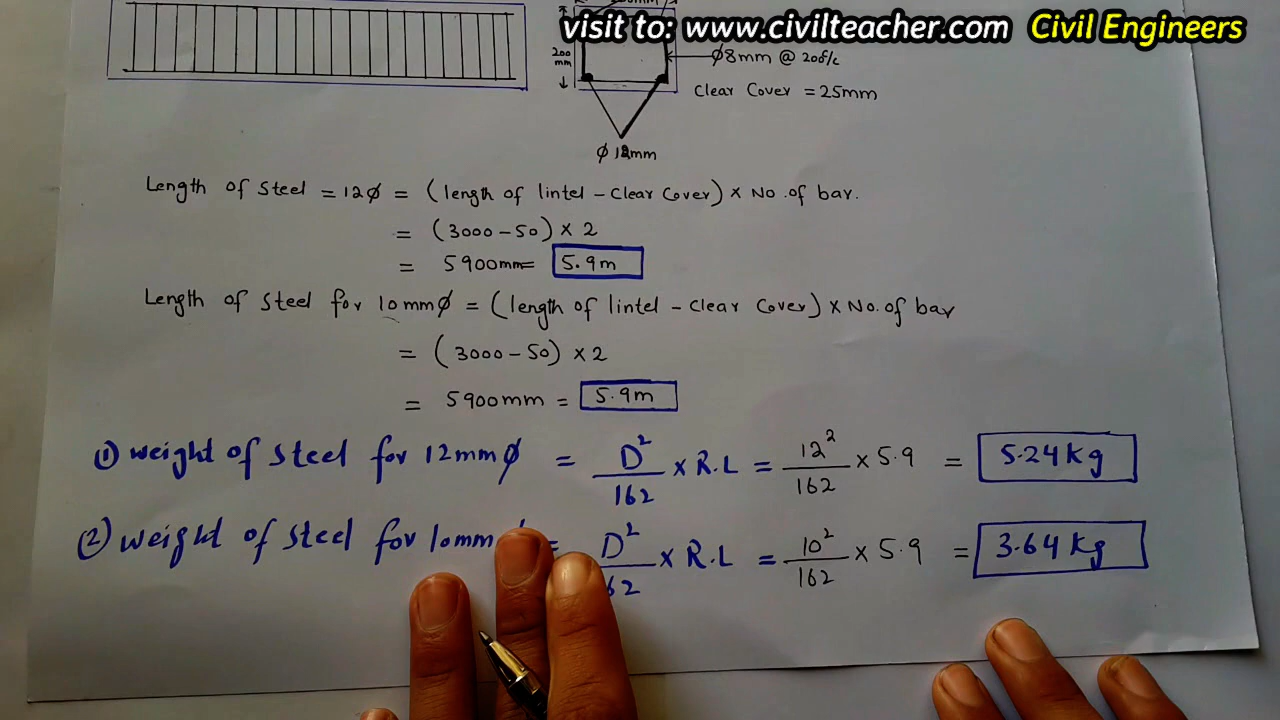 visit to: www.civilteacher.com Civil Engineers
200 mm
ϕ8mm @ 20c/c
Clear Cover = 25mm
ϕ 12mm
Length of Steel = 12ϕ = (length of lintel - Clear Cover) × No. of bar.
= (3000 - 50) × 2
= 5900mm = 5.9m
Length of Steel for 10mmϕ = (length of lintel - Clear Cover) × No. of bar
= (3000 - 50) × 2
= 5900mm = 5.9m
① weight of steel for 12mmϕ = D²/162 × R.L = 12²/162 × 5.9 = 5.24kg
② weight of steel for 10mm = D²/62 × R.L = 10²/162 × 5.9 = 3.64kg